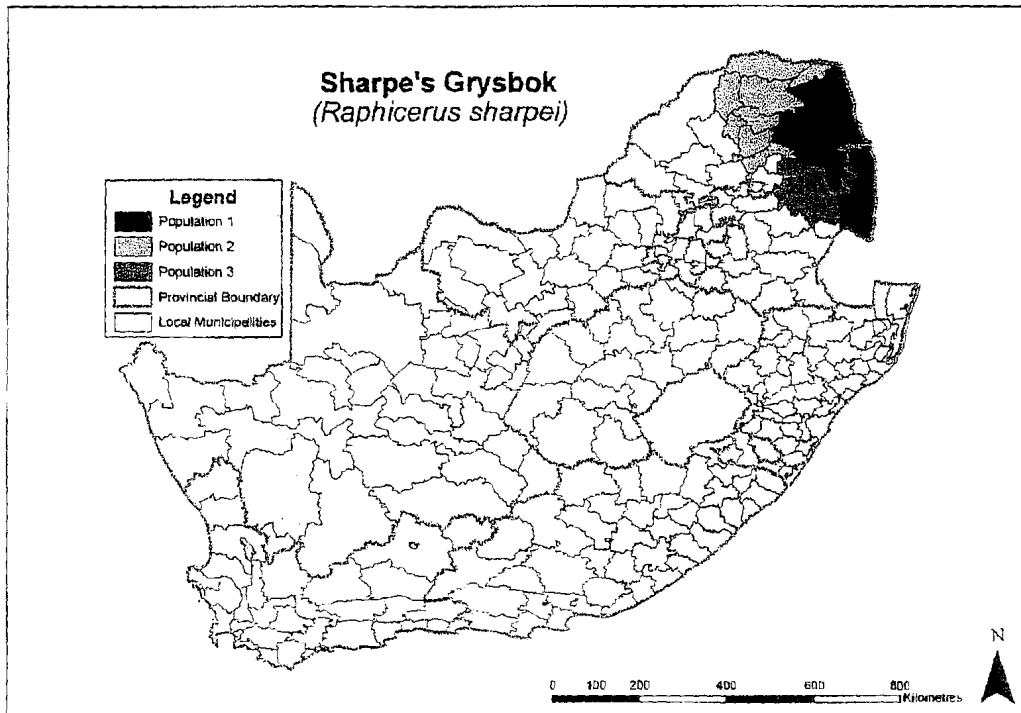 Sharpe's Grysbok
(Raphicerus sharpei)
Legend
Population 1
Population 2
Population 3
Provincial Boundary
Local Municipalities
N
0 100 200 400 600 800
Kilometres